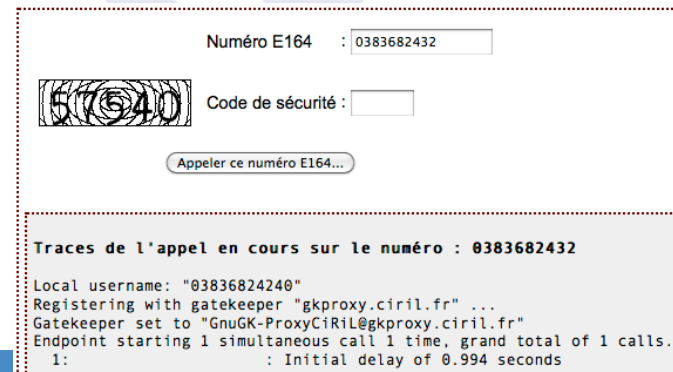 Numéro E164 : 0383682432
57540 Code de sécurité :
Appeler ce numéro E164...
Traces de l'appel en cours sur le numéro : 0383682432
Local username: "03836824240"
Registering with gatekeeper "gkproxy.ciril.fr" ...
Gatekeeper set to "GnuGK-ProxyCiRiL@gkproxy.ciril.fr"
Endpoint starting 1 simultaneous call 1 time, grand total of 1 calls.
1: : Initial delay of 0.994 seconds